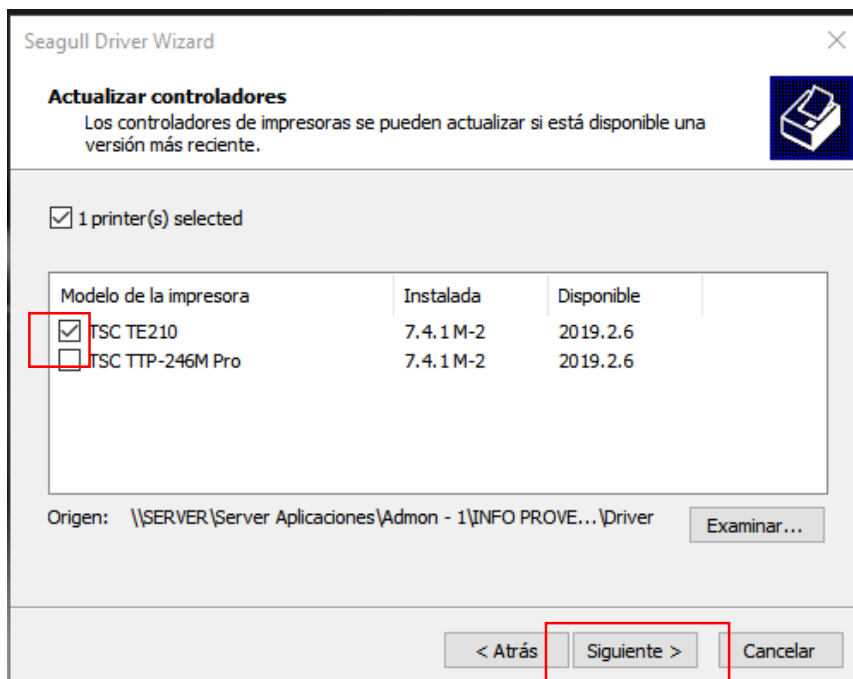 Seagull Driver Wizard
Actualizar controladores
Los controladores de impresoras se pueden actualizar si está disponible una
versión más reciente.
1 printer(s) selected
Modelo de la impresora Instalada Disponible
TSC TE210 7.4.1 M-2 2019.2.6
TSC TTP-246M Pro 7.4.1 M-2 2019.2.6
Origen: \\SERVER\Server Aplicaciones\Admon - 1\INFO PROVE...\Driver Examinar...
< Atrás Siguiente > Cancelar